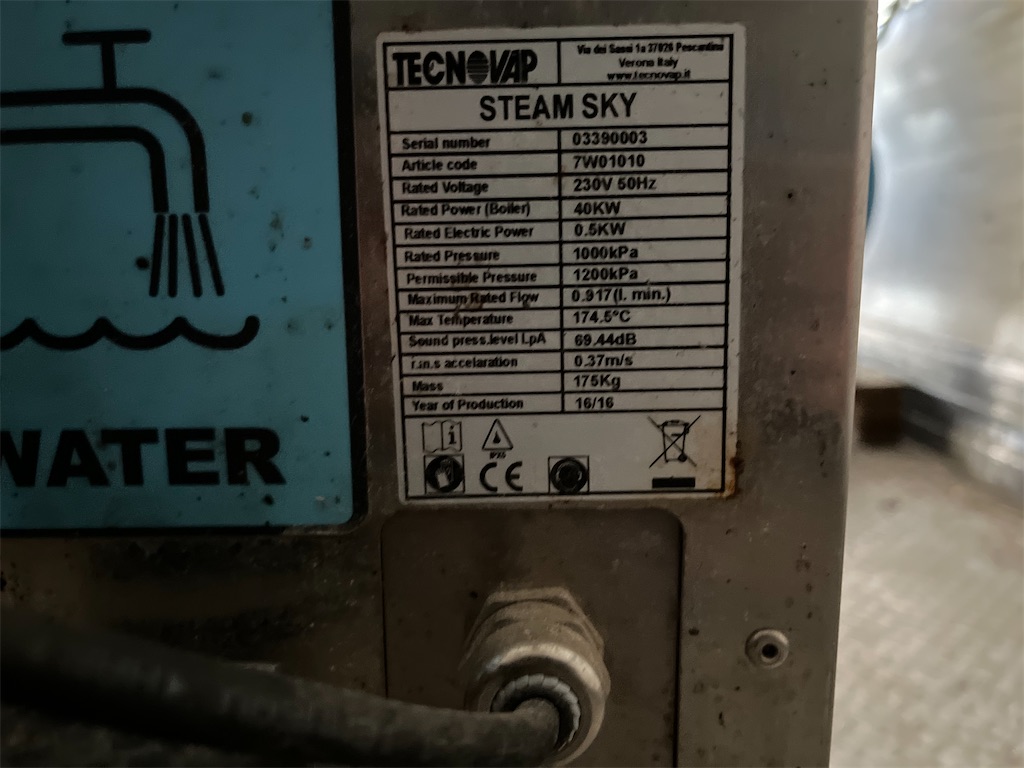 TECNOVAP
Via dei Sassi 1a 37026 Pescantina
Verona Italy
www.tecnovap.it
STEAM SKY
Serial number 03390003
Article code 7W01010
Rated Voltage 230V 50Hz
Rated Power (Boiler) 40KW
Rated Electric Power 0.5KW
Rated Pressure 1000kPa
Permissible Pressure 1200kPa
Maximum Rated Flow 0.917(l. min.)
Max Temperature 174.5°C
Sound press.level LpA 69.44dB
r.m.s accelaration 0.37m/s
Mass 175Kg
Year of Production 16/16
i
IPX5
CE
WATER